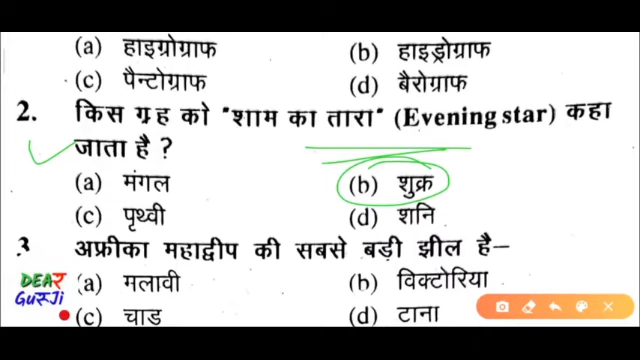 (a) हाइग्रोग्राफ (b) हाइड्रोग्राफ
(c) पैन्टोग्राफ (d) बैरोग्राफ
2. किस ग्रह को "शाम का तारा" (Evening star) कहा
जाता है ?
(a) मंगल (b) शुक्र
(c) पृथ्वी (d) शनि
3 अफ्रीका महाद्वीप की सबसे बड़ी झील है–
(a) मलावी (b) विक्टोरिया
(c) चाड (d) टाना
DEAR
GURUJI